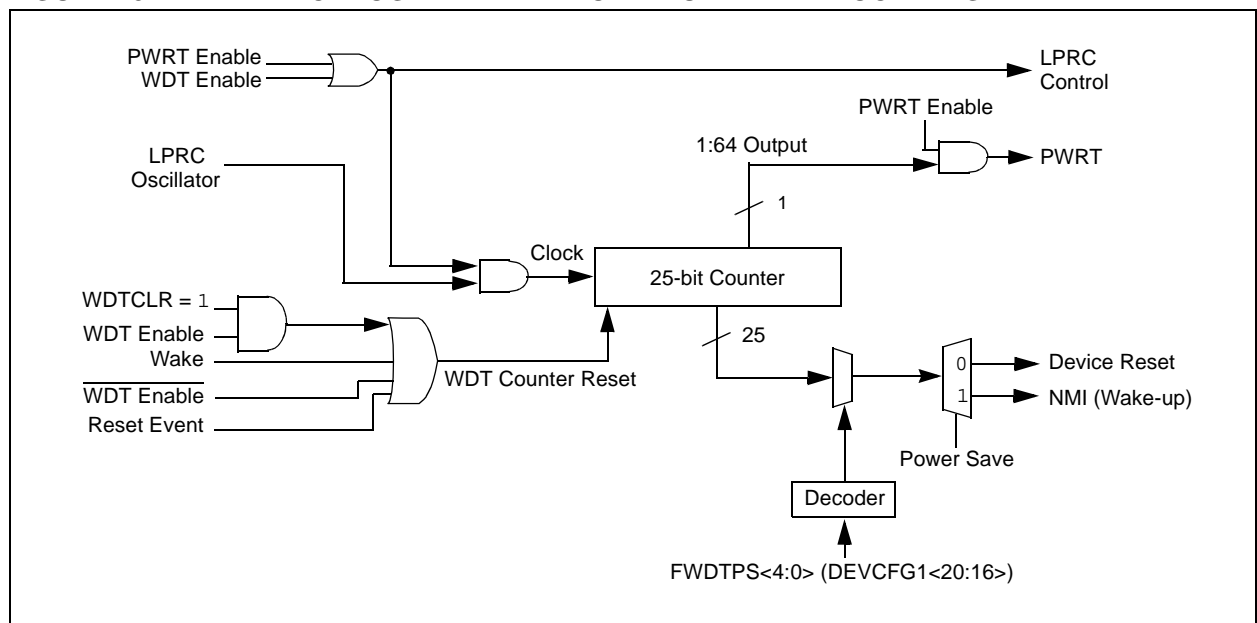 PWRT Enable
WDT Enable
LPRC
Control
PWRT Enable
1:64 Output
PWRT
LPRC
Oscillator
1
Clock
25-bit Counter
WDTCLR = 1
WDT Enable
Wake
WDT Enable
Reset Event
WDT Counter Reset
25
0
1
Device Reset
NMI (Wake-up)
Power Save
Decoder
FWDTPS<4:0> (DEVCFG1<20:16>)